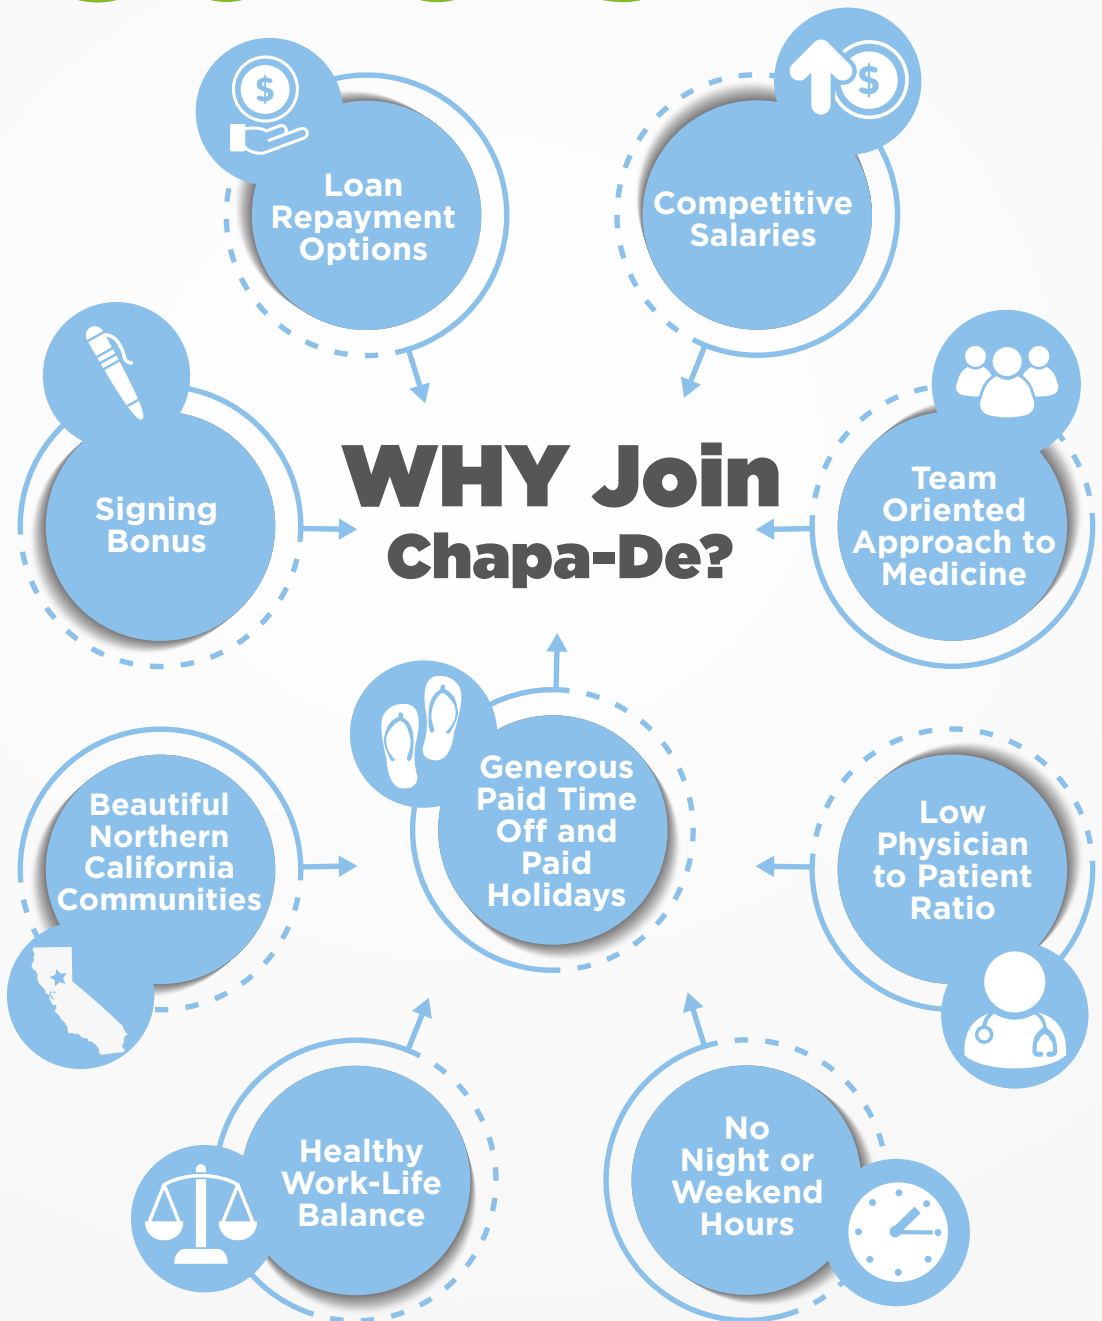 $
Loan
Repayment
Options
$
Competitive
Salaries
Signing
Bonus
WHY Join
Chapa-De?
Team
Oriented
Approach to
Medicine
Beautiful
Northern
California
Communities
Generous
Paid Time
Off and
Paid
Holidays
Low
Physician
to Patient
Ratio
Healthy
Work-Life
Balance
No
Night or
Weekend
Hours